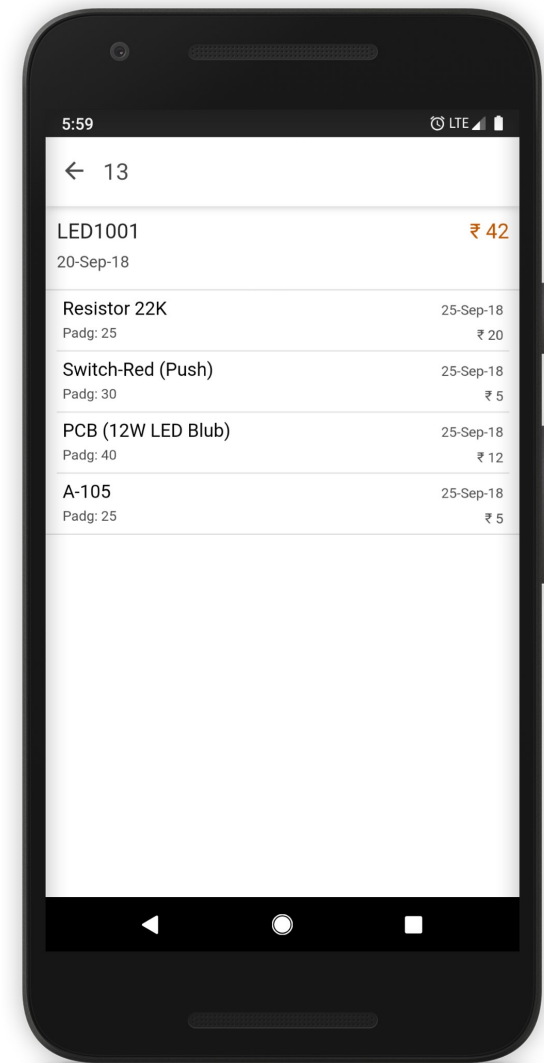 5:59 LTE
13
LED1001 ₹ 42
20-Sep-18
Resistor 22K 25-Sep-18
Padg: 25 ₹ 20
Switch-Red (Push) 25-Sep-18
Padg: 30 ₹ 5
PCB (12W LED Blub) 25-Sep-18
Padg: 40 ₹ 12
A-105 25-Sep-18
Padg: 25 ₹ 5